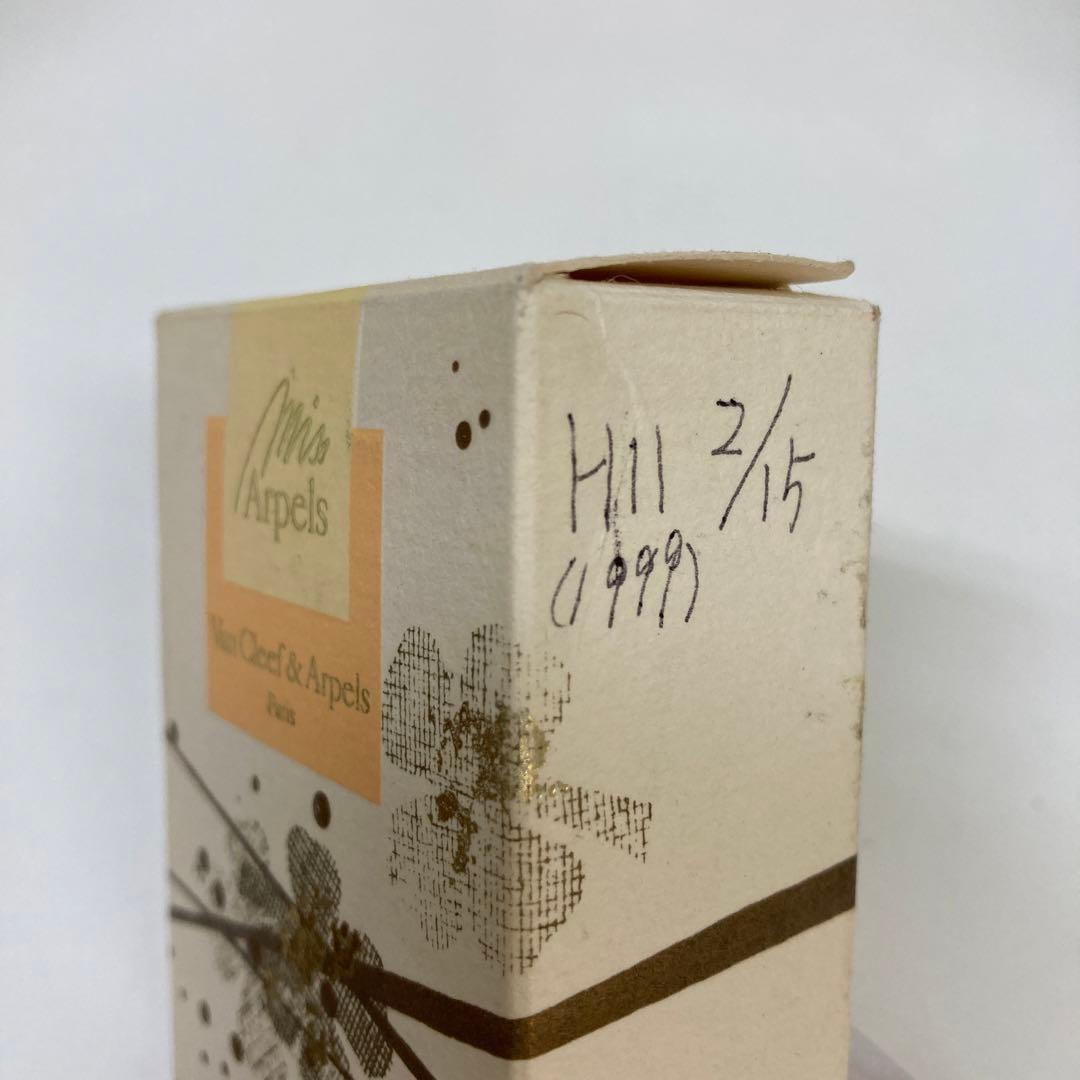 Miss
Arpels
Van Cleef & Arpels
Paris
H11 2/15
(1999)